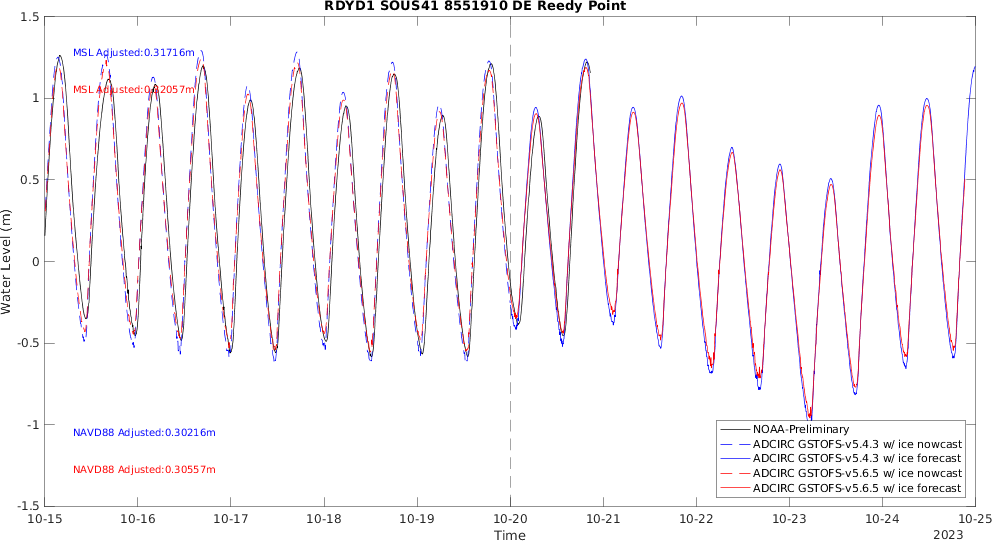 RDYD1 SOUS41 8551910 DE Reedy Point
1.5
MSL Adjusted:0.31716m
MSL Adjusted:0.32057m
1
0.5
0
-0.5
-1
-1.5
Water Level (m)
NAVD88 Adjusted:0.30216m
NAVD88 Adjusted:0.30557m
NOAA-Preliminary
ADCIRC GSTOFS-v5.4.3 w/ ice nowcast
ADCIRC GSTOFS-v5.4.3 w/ ice forecast
ADCIRC GSTOFS-v5.6.5 w/ ice nowcast
ADCIRC GSTOFS-v5.6.5 w/ ice forecast
10-15 10-16 10-17 10-18 10-19 10-20 10-21 10-22 10-23 10-24 10-25
Time
2023